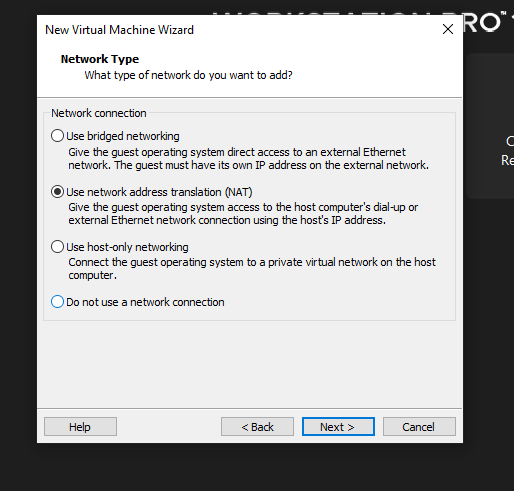 WORKSTATION PRO™
New Virtual Machine Wizard
Network Type
What type of network do you want to add?
Network connection
Use bridged networking
Give the guest operating system direct access to an external Ethernet
network. The guest must have its own IP address on the external network.
Use network address translation (NAT)
Give the guest operating system access to the host computer's dial-up or
external Ethernet network connection using the host's IP address.
Use host-only networking
Connect the guest operating system to a private virtual network on the host
computer.
Do not use a network connection
Help
< Back
Next >
Cancel
Re